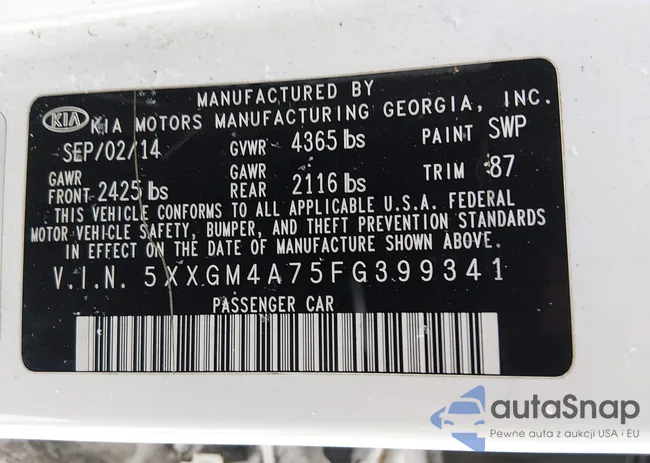 MANUFACTURED BY
KIA KIA MOTORS MANUFACTURING GEORGIA, INC.
SEP/02/14 GVWR 4365 lbs PAINT SWP
GAWR FRONT 2425 lbs GAWR REAR 2116 lbs TRIM 87
THIS VEHICLE CONFORMS TO ALL APPLICABLE U.S.A. FEDERAL
MOTOR VEHICLE SAFETY, BUMPER, AND THEFT PREVENTION STANDARDS
IN EFFECT ON THE DATE OF MANUFACTURE SHOWN ABOVE.
V.I.N. 5XXGM4A75FG399341
PASSENGER CAR
autaSnap
Pewne auta z aukcji USA i EU